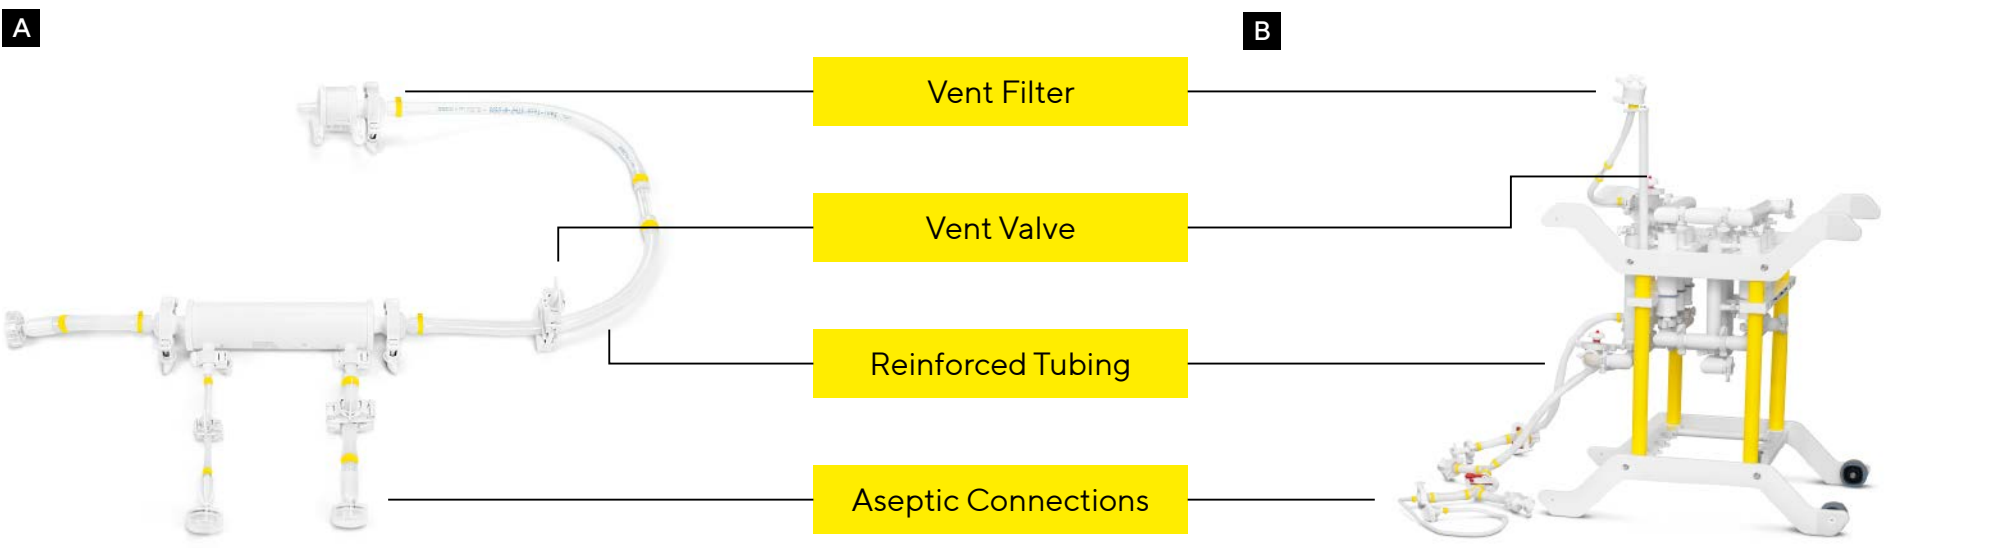 A
B
Vent Filter
Vent Valve
Reinforced Tubing
Aseptic Connections